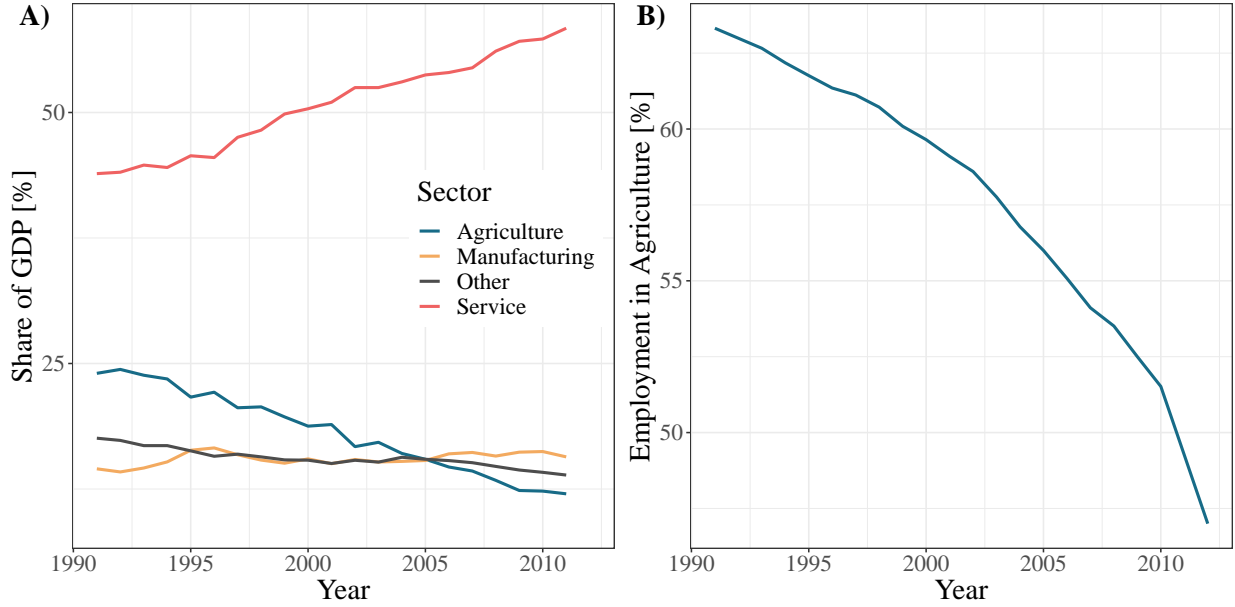 A)
Share of GDP [%]
50
25
Sector
Agriculture
Manufacturing
Other
Service
1990
1995
2000
2005
2010
Year
B)
Employment in Agriculture [%]
60
55
50
1990
1995
2000
2005
2010
Year